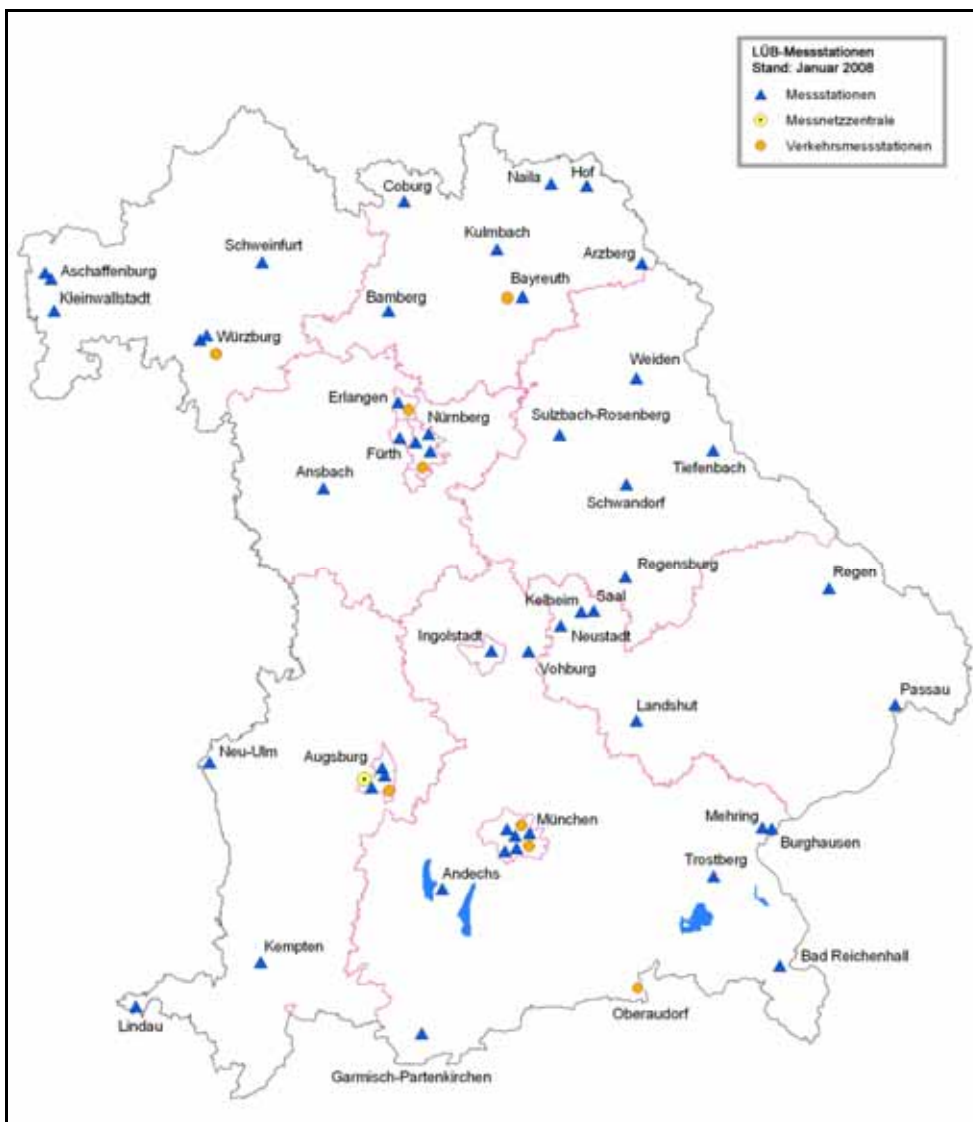 LÜB-Messstationen
Stand: Januar 2008
Messstationen
Messnetzzentrale
Verkehrsmessstationen
Naila
Hof
Coburg
Kulmbach
Schweinfurt
Arzberg
Aschaffenburg
Bayreuth
Kleinwallstadt
Bamberg
Würzburg
Weiden
Erlangen
Nürnberg
Sulzbach-Rosenberg
Fürth
Tiefenbach
Ansbach
Schwandorf
Regensburg
Regen
Kelheim
Saal
Neustadt
Ingolstadt
Vohburg
Passau
Landshut
Neu-Ulm
Augsburg
München
Mehring
Burghausen
Trostberg
Andechs
Kempten
Bad Reichenhall
Oberaudorf
Lindau
Garmisch-Partenkirchen